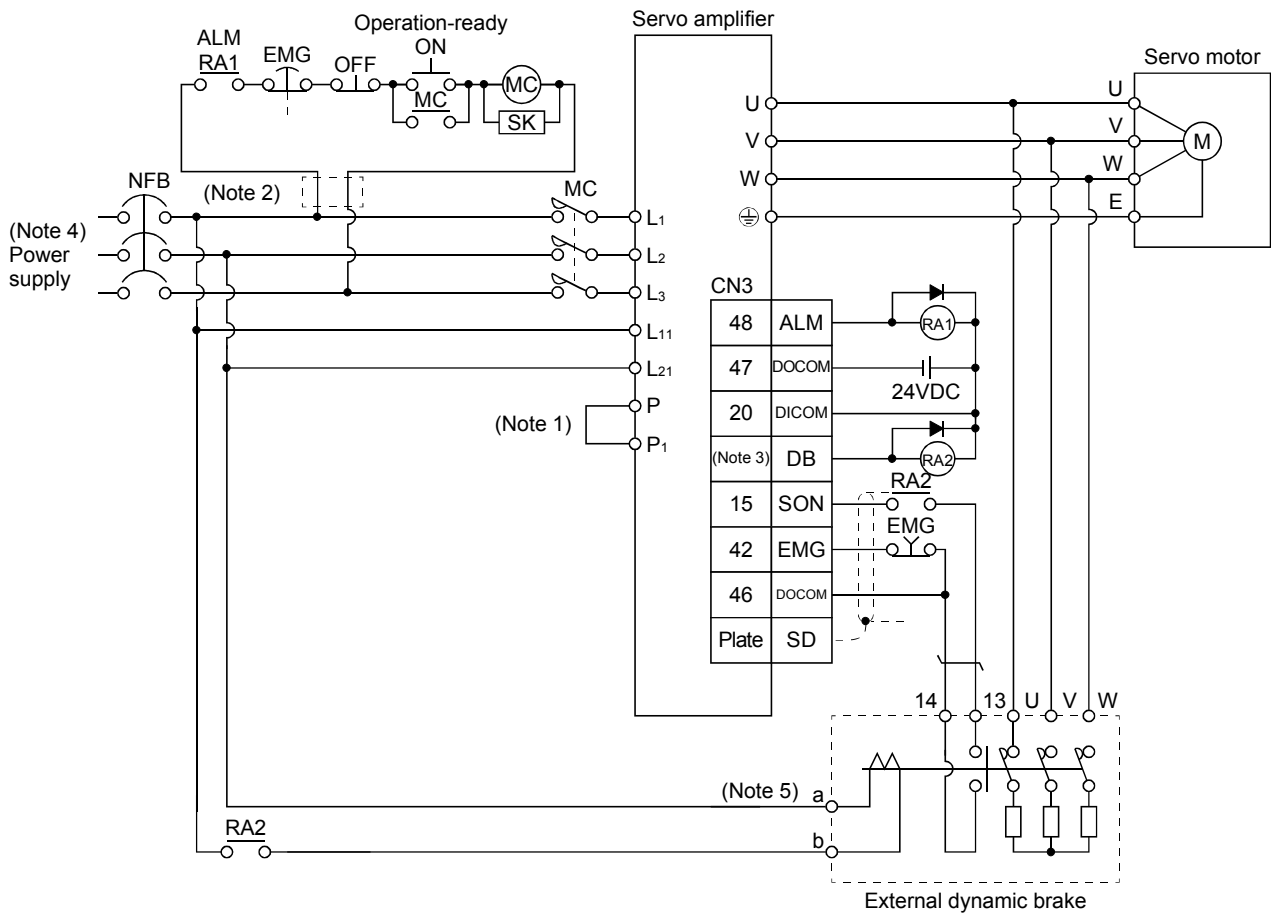 Operation-ready
ALM
RA1
EMG
OFF
ON
MC
MC
SK
Servo amplifier
Servo motor
U
V
W
U
V
W
E
M
NFB
(Note 2)
MC
(Note 4)
Power
supply
L1
L2
L3
L11
L21
P
P1
(Note 1)
CN3
48 ALM
47 DOCOM
20 DICOM
(Note 3) DB
15 SON
42 EMG
46 DOCOM
Plate SD
RA1
24VDC
RA2
RA2
EMG
14 13 U V W
(Note 5) a
RA2
b
External dynamic brake